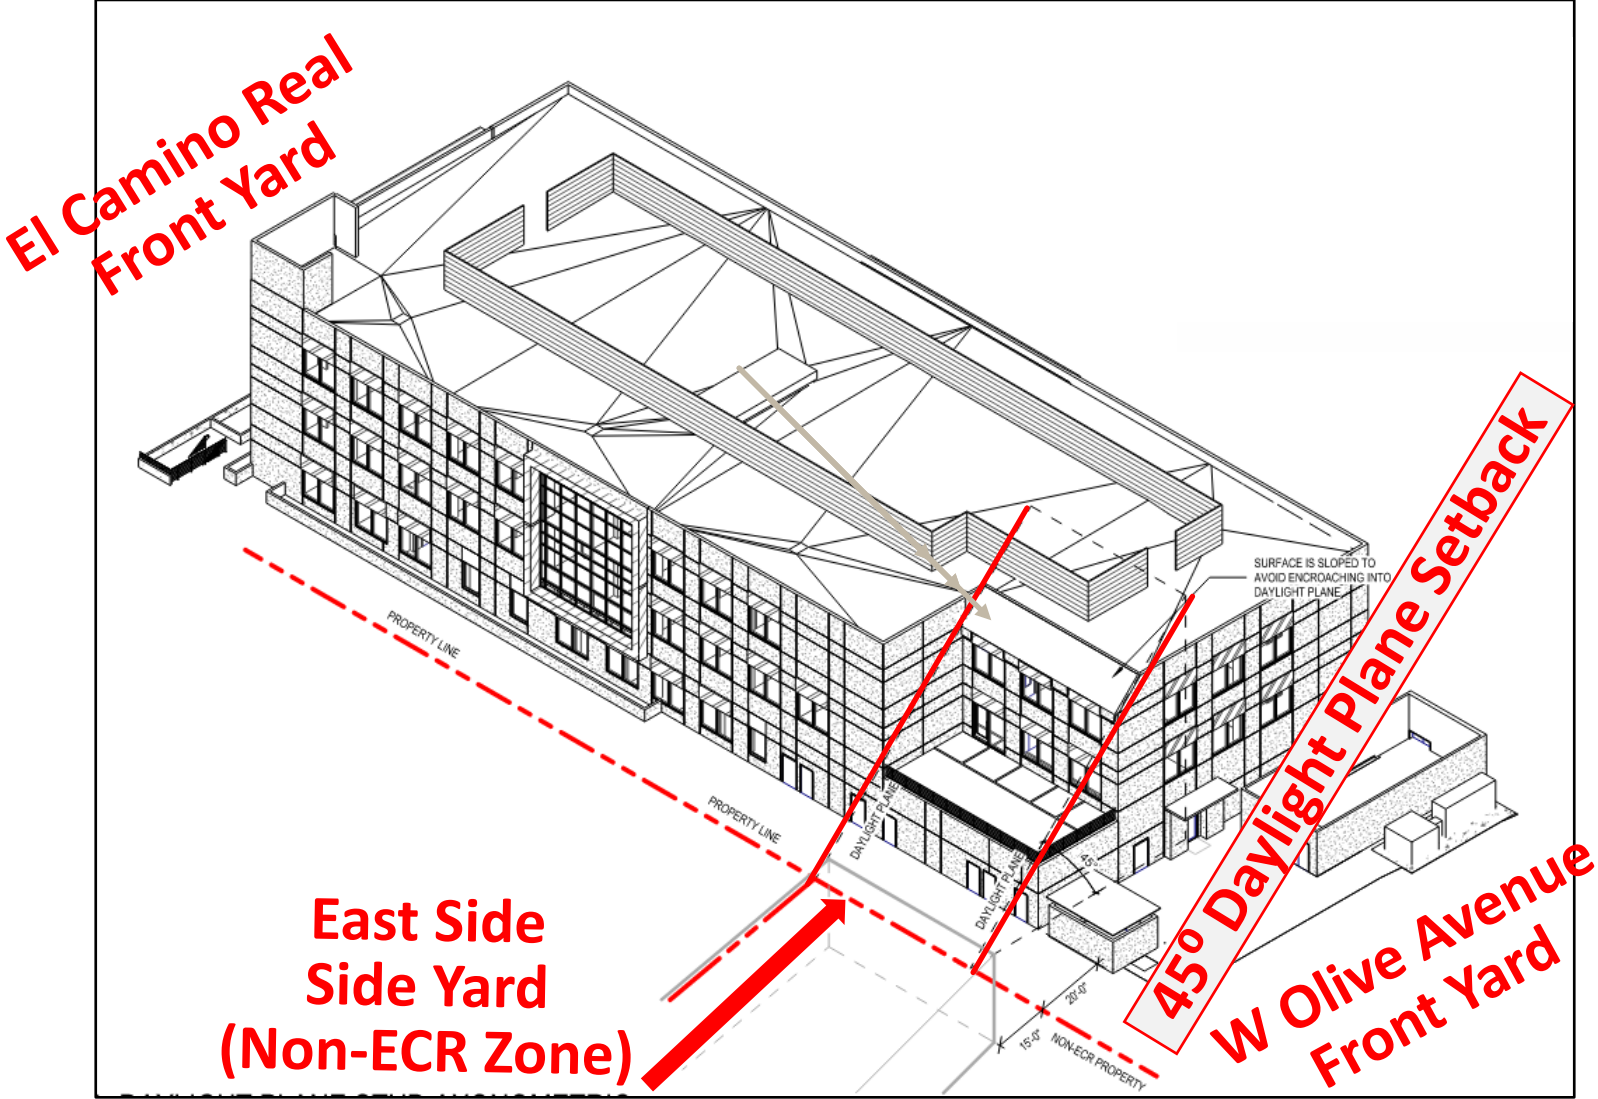 El Camino Real
Front Yard
SURFACE IS SLOPED TO
AVOID ENCROACHING INTO
DAYLIGHT PLANE
45º Daylight Plane Setback
PROPERTY LINE
PROPERTY LINE
DAYLIGHT PLANE
DAYLIGHT PLANE
45°
East Side
Side Yard
(Non-ECR Zone)
20'-0"
15'-0"
NON-ECR PROPERTY
W Olive Avenue
Front Yard